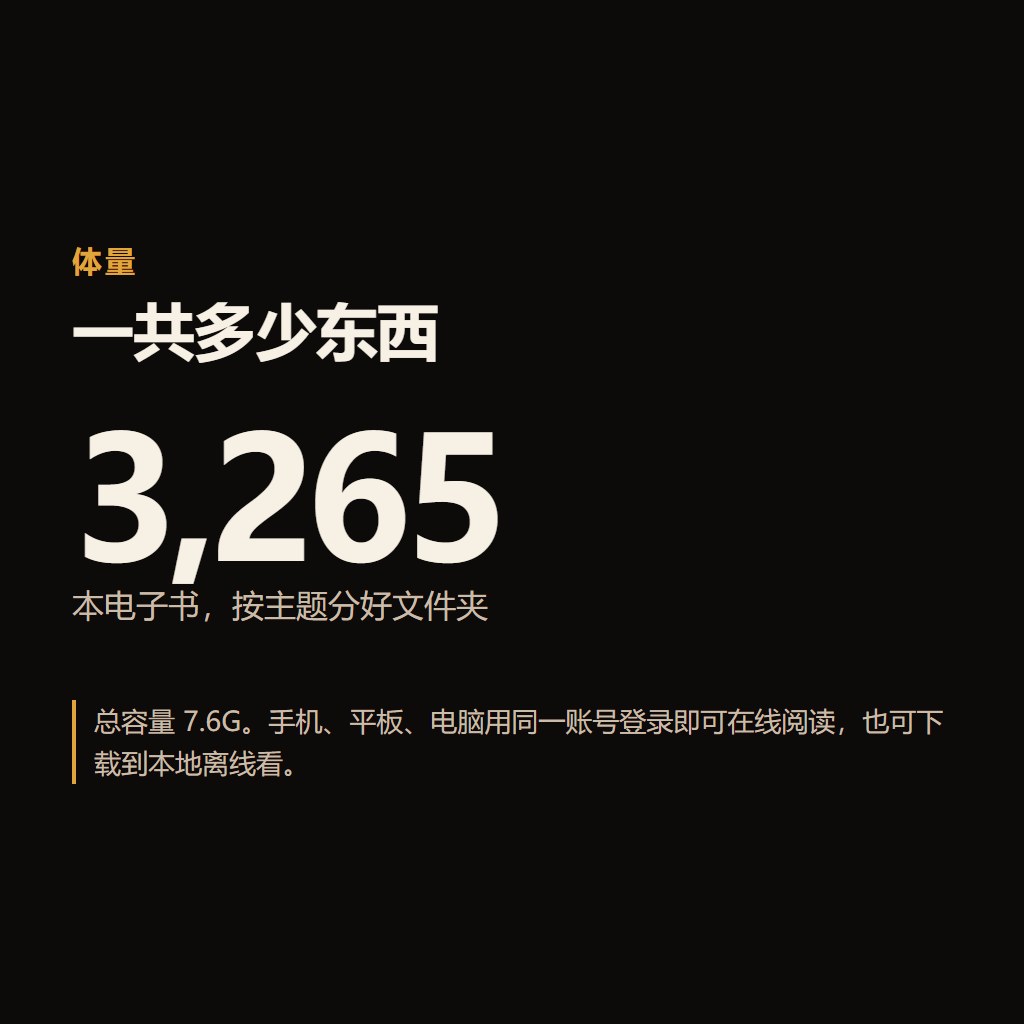 体量
一共多少东西
3,265
本电子书，按主题分好文件夹
总容量 7.6G。手机、平板、电脑用同一账号登录即可在线阅读，也可下
载到本地离线看。